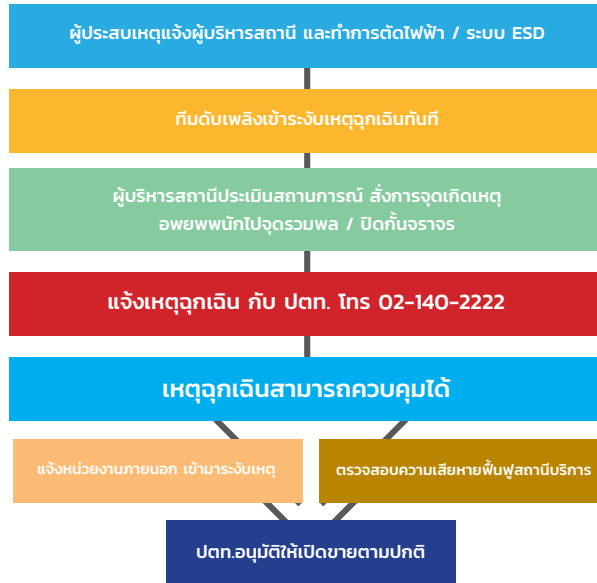 ผู้ประสบเหตุแจ้งผู้บริหารสถานี และทำการตัดไฟฟ้า / ระบบ ESD
ทีมดับเพลิงเข้าระงับเหตุฉุกเฉินทันที
ผู้บริหารสถานีประเมินสถานการณ์ สั่งการจุดเกิดเหตุ
อพยพพนักไปจุดรวมพล / ปิดกั้นจราจร
แจ้งเหตุฉุกเฉิน กับ ปตท. โทร 02-140-2222
เหตุฉุกเฉินสามารถควบคุมได้
แจ้งหน่วยงานภายนอก เข้ามาระงับเหตุ
ตรวจสอบความเสียหายฟื้นฟูสถานีบริการ
ปตท.อนุมัติให้เปิดขายตามปกติ